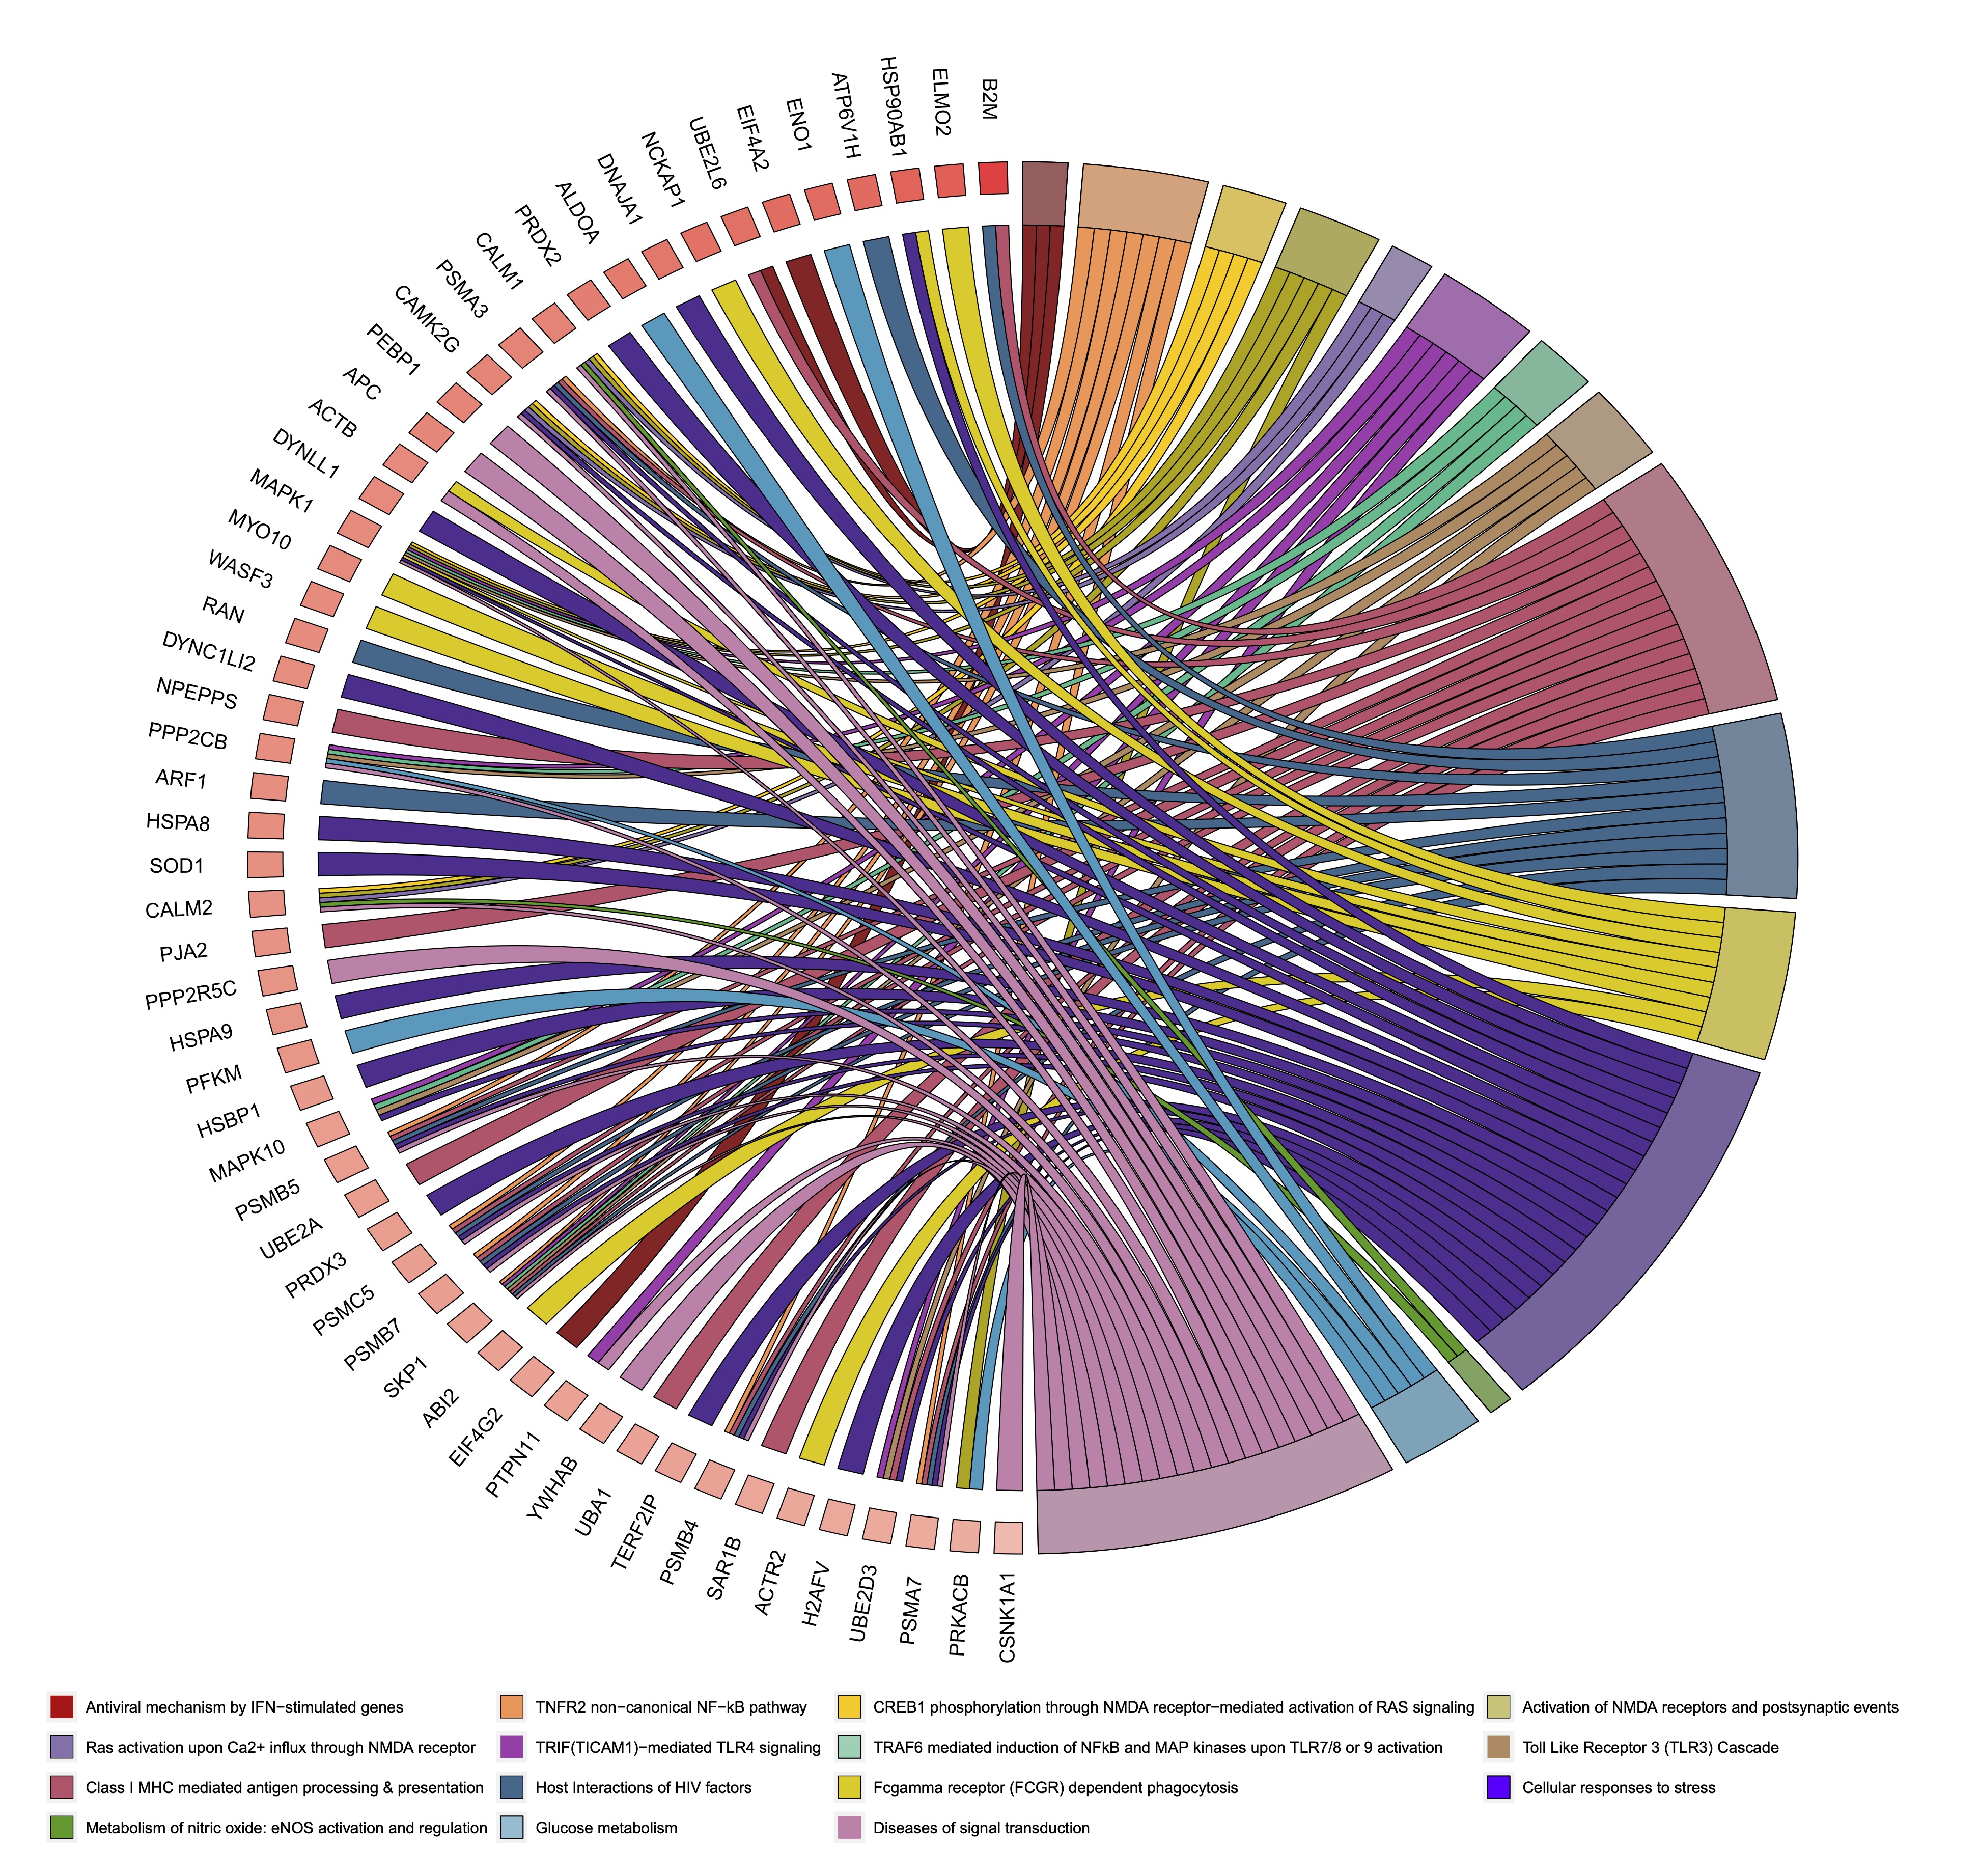 B2M
ELMO2
HSP90AB1
ATP6V1H
ENO1
EIF4A2
UBE2L6
NCKAP1
DNAJA1
ALDOA
PRDX2
CALM1
PSMA3
CAMK2G
PEBP1
APC
ACTB
DYNLL1
MAPK1
MYO10
WASF3
RAN
DYNC1LI2
NPEPPS
PPP2CB
ARF1
HSPA8
SOD1
CALM2
PJA2
PPP2R5C
HSPA9
PFKM
HSBP1
MAPK10
PSMB5
UBE2A
PRDX3
PSMC5
PSMB7
SKP1
ABI2
EIF4G2
PTPN11
YWHAB
UBA1
TERF2IP
PSMB4
SAR1B
ACTR2
H2AFV
UBE2D3
PSMA7
PRKACB
CSNK1A1
Antiviral mechanism by IFN−stimulated genes
TNFR2 non−canonical NF−kB pathway
CREB1 phosphorylation through NMDA receptor−mediated activation of RAS signaling
Activation of NMDA receptors and postsynaptic events
Ras activation upon Ca2+ influx through NMDA receptor
TRIF(TICAM1)−mediated TLR4 signaling
TRAF6 mediated induction of NFkB and MAP kinases upon TLR7/8 or 9 activation
Toll Like Receptor 3 (TLR3) Cascade
Class I MHC mediated antigen processing & presentation
Host Interactions of HIV factors
Fcgamma receptor (FCGR) dependent phagocytosis
Cellular responses to stress
Metabolism of nitric oxide: eNOS activation and regulation
Glucose metabolism
Diseases of signal transduction